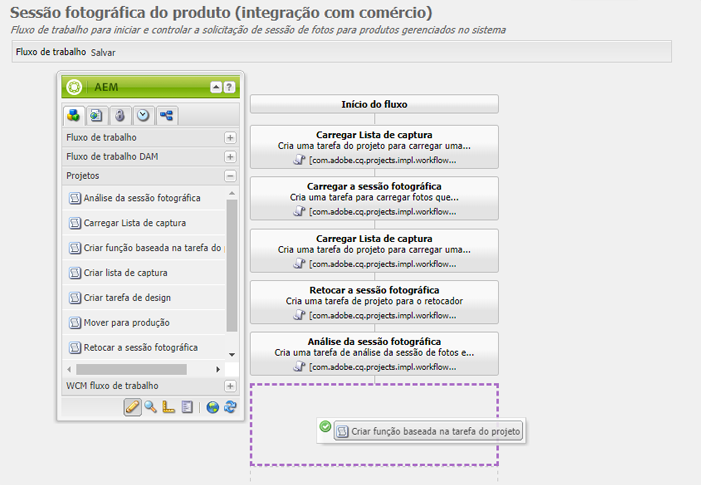 Sessão fotográfica do produto (integração com comércio)
Fluxo de trabalho para iniciar e controlar a solicitação de sessão de fotos para produtos gerenciados no sistema
Fluxo de trabalho Salvar
AEM
?
Fluxo de trabalho
Fluxo de trabalho DAM
Projetos
Análise da sessão fotográfica
Carregar Lista de captura
Criar função baseada na tarefa do
Criar lista de captura
Criar tarefa de design
Mover para produção
Retocar a sessão fotográfica
WCM fluxo de trabalho
Início do fluxo
Carregar Lista de captura
Cria uma tarefa do projeto para carregar uma...
[com.adobe.cq.projects.impl.workflow...
Carregar a sessão fotográfica
Cria uma tarefa para carregar fotos que...
[com.adobe.cq.projects.impl.workflow...
Carregar Lista de captura
Cria uma tarefa do projeto para carregar uma...
[com.adobe.cq.projects.impl.workflow...
Retocar a sessão fotográfica
Cria uma tarefa de projeto para o retocador
[com.adobe.cq.projects.impl.workflow...
Análise da sessão fotográfica
Cria uma tarefa de análise da sessão de fotos e...
[com.adobe.cq.projects.impl.workflow...
Criar função baseada na tarefa do projeto